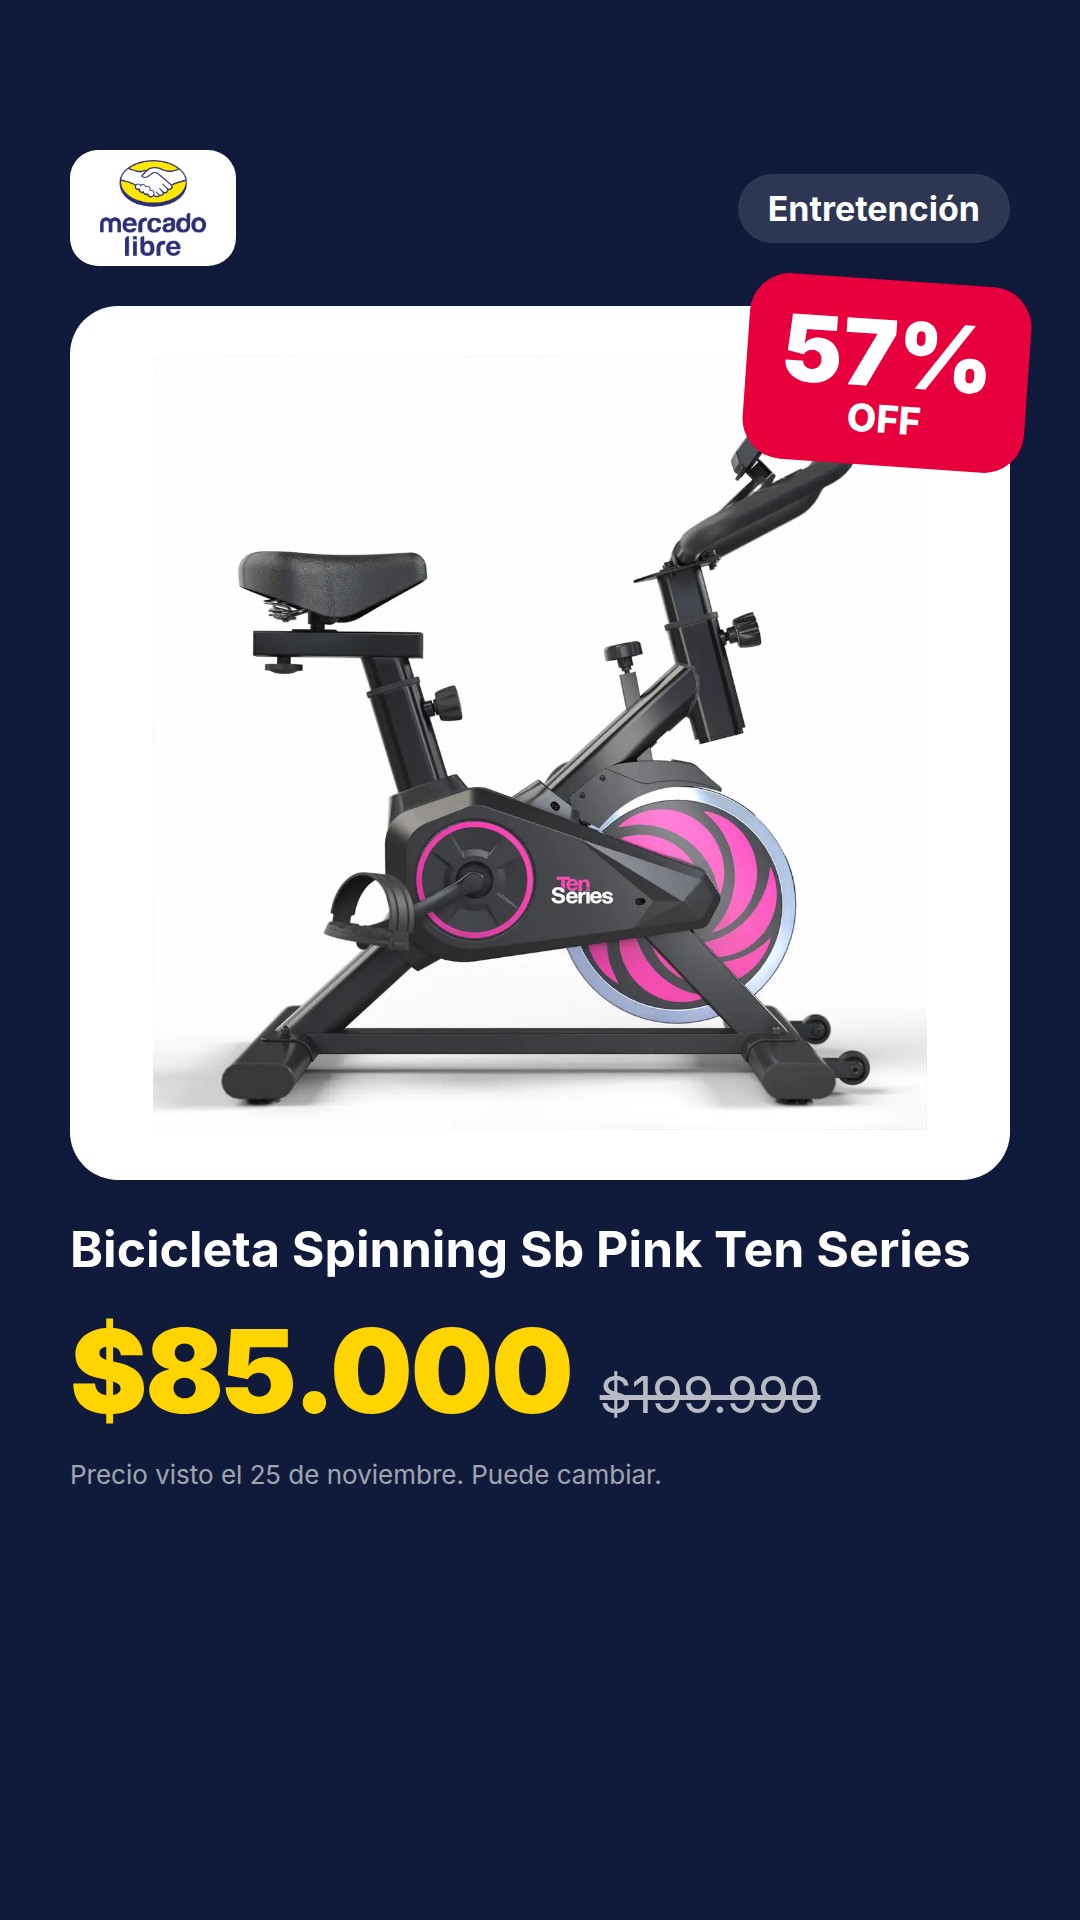 mercado
libre
Entretención
57%
OFF
Ten
Series
Bicicleta Spinning Sb Pink Ten Series
$85.000 $199.990
Precio visto el 25 de noviembre. Puede cambiar.